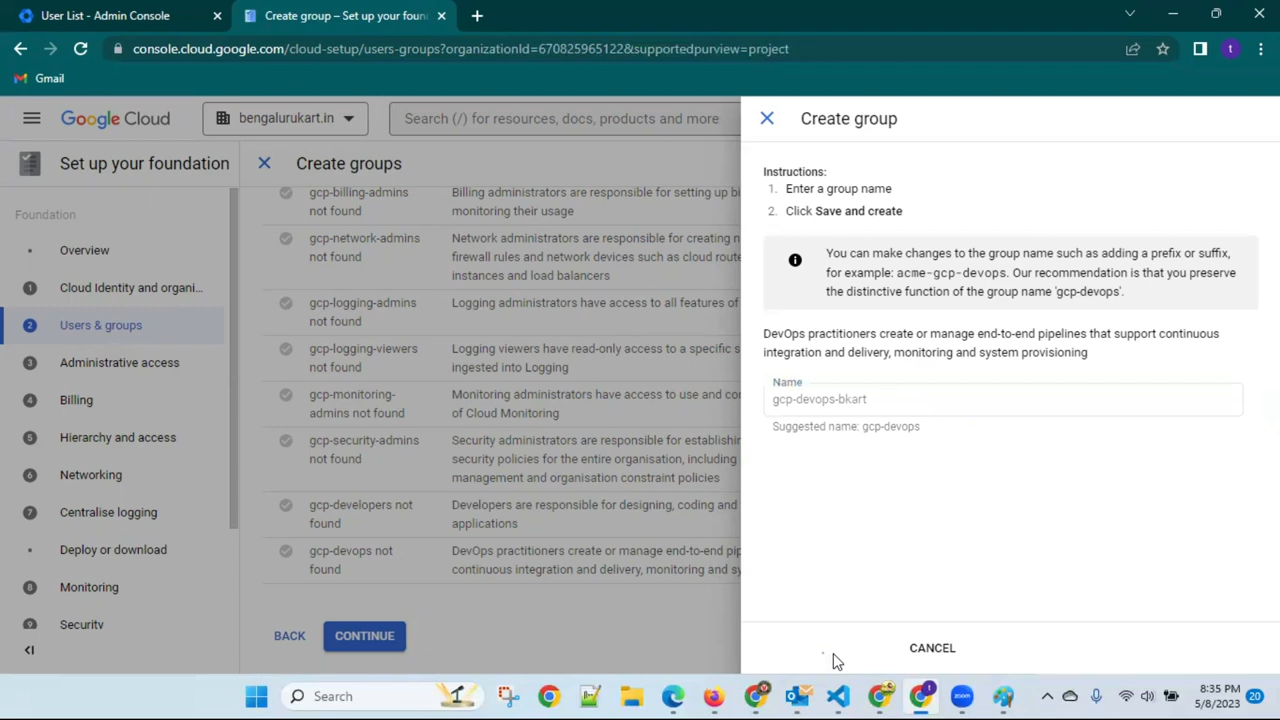 User List - Admin Console
Create group – Set up your foun
console.cloud.google.com/cloud-setup/users-groups?organizationId=670825965122&supportedpurview=project
t
Gmail
Google Cloud
bengalurukart.in
Search (/) for resources, docs, products and more
Set up your foundation
Foundation
Overview
1 Cloud Identity and organi...
2 Users & groups
3 Administrative access
4 Billing
5 Hierarchy and access
6 Networking
7 Centralise logging
Deploy or download
8 Monitoring
9 Security
Create groups
gcp-billing-admins Billing administrators are responsible for setting up bi
not found monitoring their usage
gcp-network-admins Network administrators are responsible for creating n
not found firewall rules and network devices such as cloud route
instances and load balancers
gcp-logging-admins Logging administrators have access to all features of
not found
gcp-logging-viewers Logging viewers have read-only access to a specific s
not found ingested into Logging
gcp-monitoring- Monitoring administrators have access to use and co
admins not found of Cloud Monitoring
gcp-security-admins Security administrators are responsible for establishi
not found security policies for the entire organisation, including
management and organisation constraint policies
gcp-developers not Developers are responsible for designing, coding and
found applications
gcp-devops not DevOps practitioners create or manage end-to-end pip
found continuous integration and delivery, monitoring and sy
BACK CONTINUE
Create group
Instructions:
1. Enter a group name
2. Click Save and create
You can make changes to the group name such as adding a prefix or suffix,
for example: acme-gcp-devops. Our recommendation is that you preserve
the distinctive function of the group name 'gcp-devops'.
DevOps practitioners create or manage end-to-end pipelines that support continuous
integration and delivery, monitoring and system provisioning
Name
gcp-devops-bkart
Suggested name: gcp-devops
CANCEL
Search
zoom
8:35 PM
5/8/2023
20